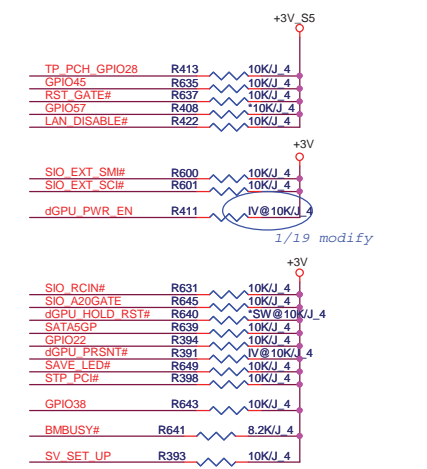 +3V_S5
TP_PCH_GPIO28 R413 10K/J_4
GPIO45 R635 10K/J_4
RST_GATE# R637 10K/J_4
GPIO57 R408 *10K/J_4
LAN_DISABLE# R422 10K/J_4
+3V
SIO_EXT_SMI# R600 10K/J_4
SIO_EXT_SCI# R601 10K/J_4
dGPU_PWR_EN R411 IV@10K/J_4
1/19 modify
+3V
SIO_RCIN# R631 10K/J_4
SIO_A20GATE R645 10K/J_4
dGPU_HOLD_RST# R640 *SW@10K/J_4
SATA5GP R639 10K/J_4
GPIO22 R394 10K/J_4
dGPU_PRSNT# R391 IV@10K/J_4
SAVE_LED# R649 10K/J_4
STP_PCI# R398 10K/J_4
GPIO38 R643 10K/J_4
BMBUSY# R641 8.2K/J_4
SV_SET_UP R393 10K/J_4